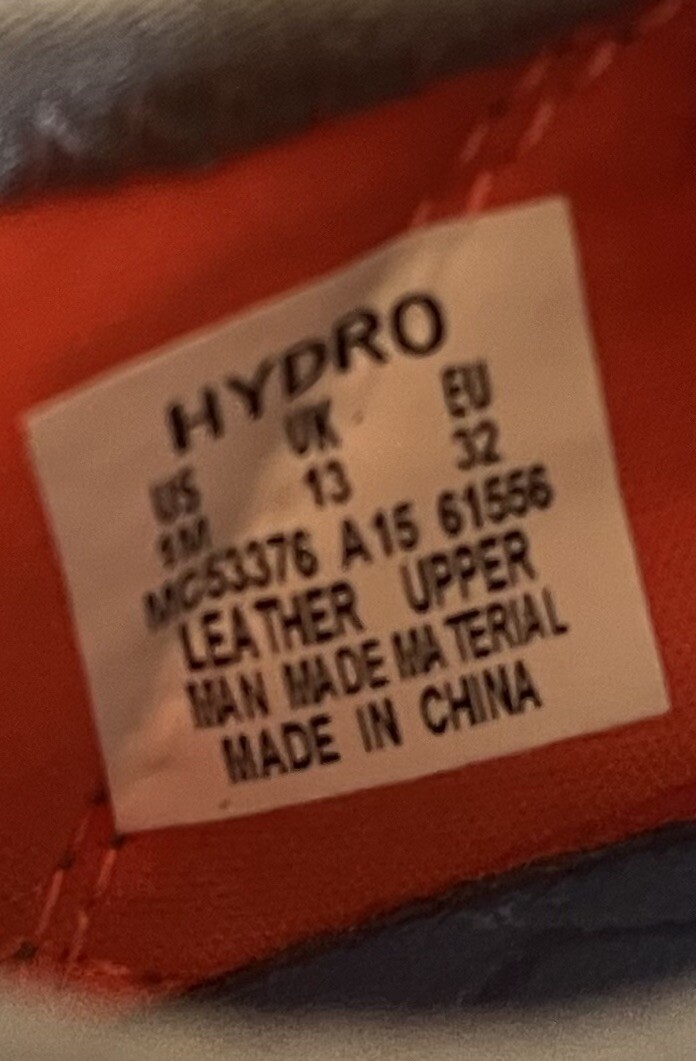 HYDRO
US UK EU
1M 13 32
MC53376 A15 61556
LEATHER UPPER
MAN MADE MATERIAL
MADE IN CHINA